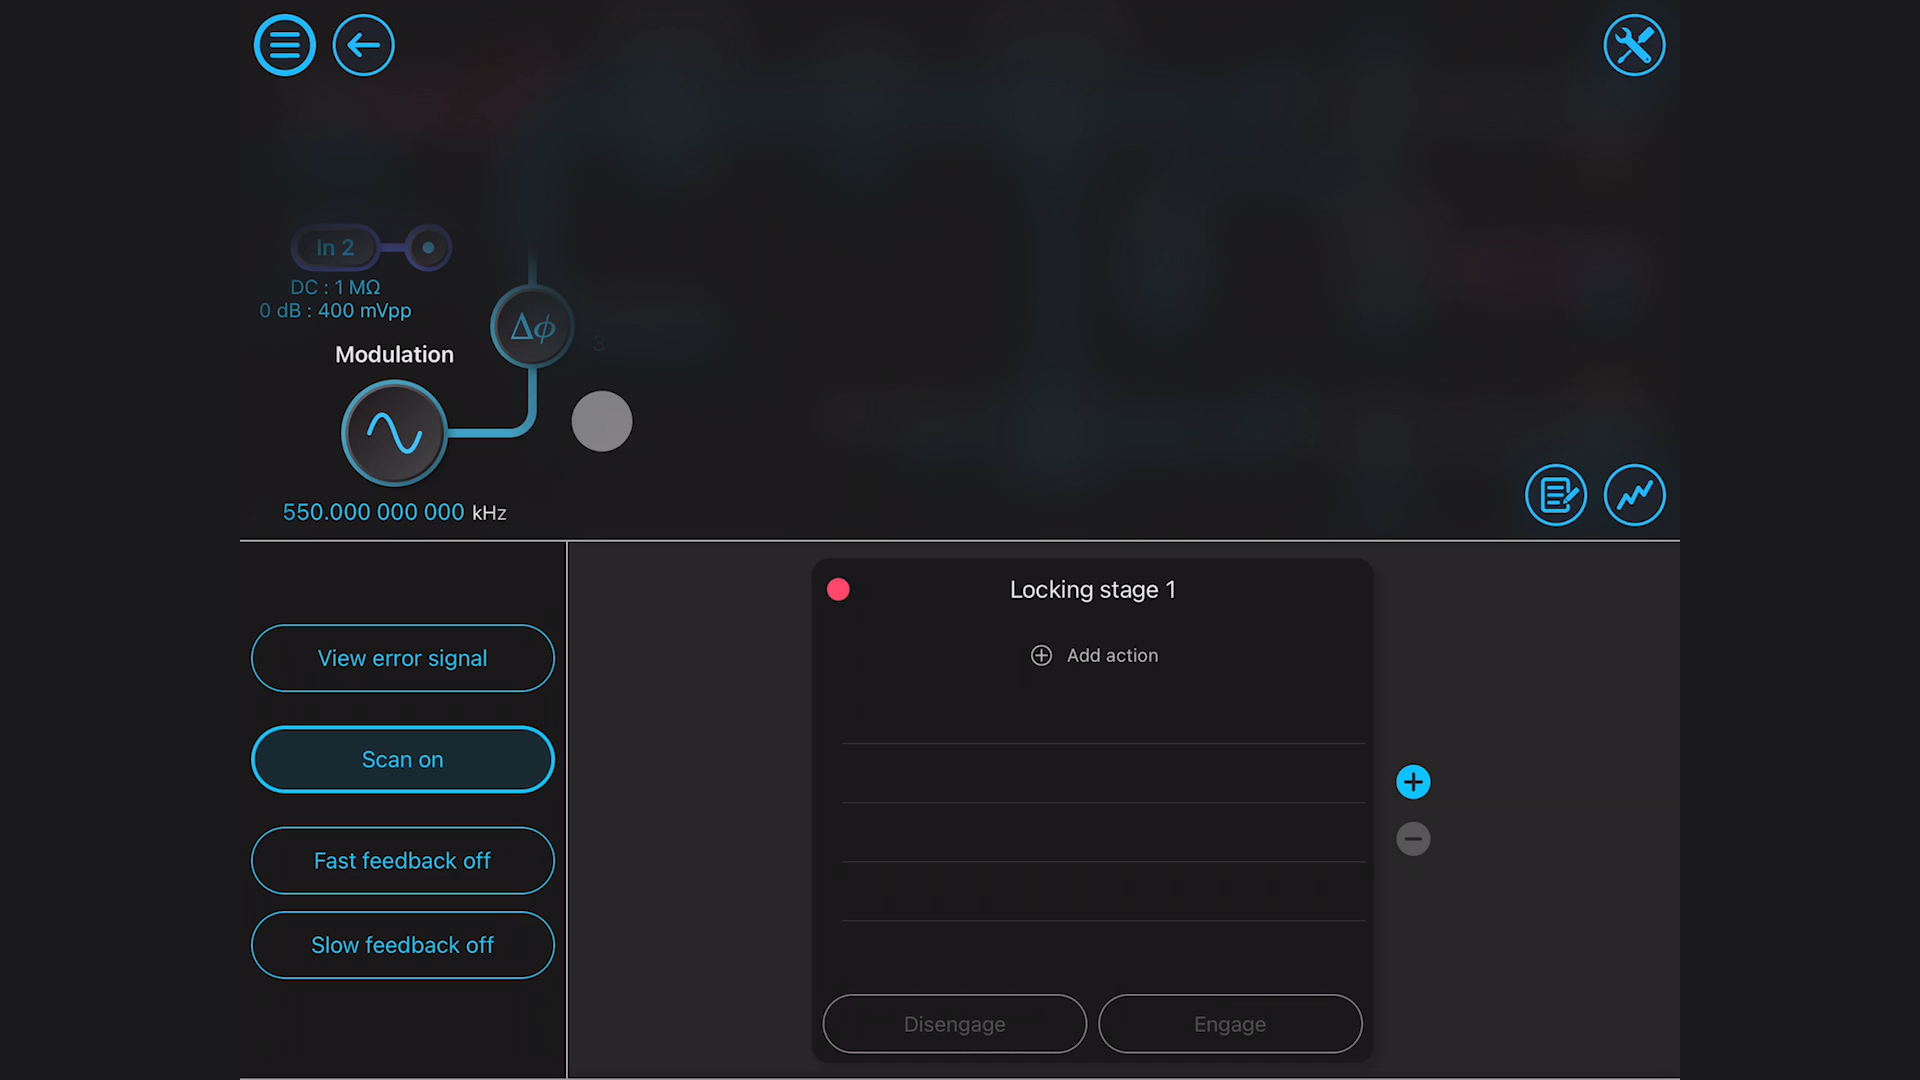 In 2
DC : 1 MΩ
0 dB : 400 mVpp
Δϕ
Modulation
550.000 000 000 kHz
View error signal
Scan on
Fast feedback off
Slow feedback off
Locking stage 1
Add action
Disengage
Engage